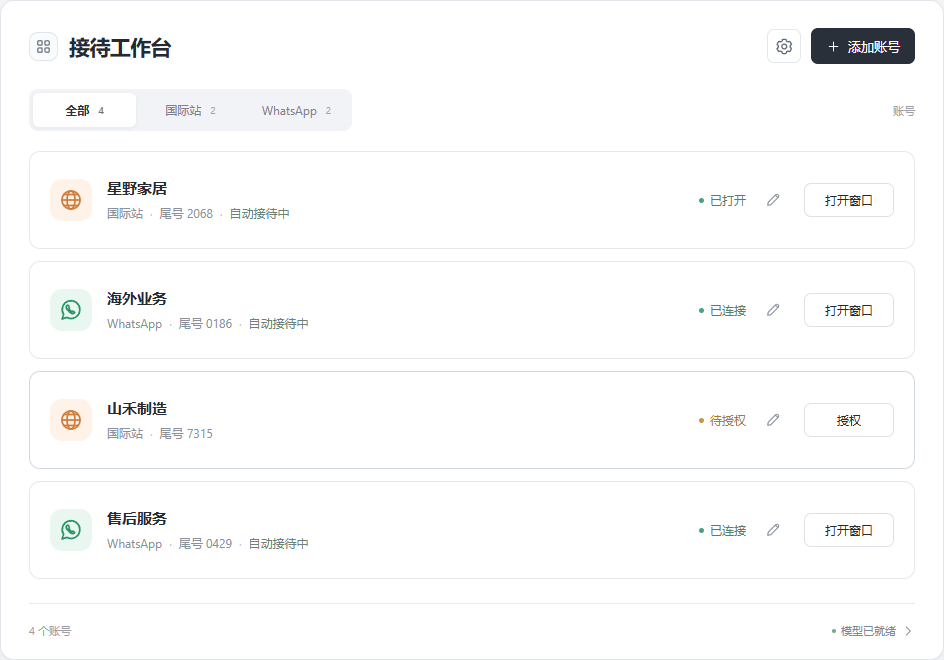 接待工作台
添加账号
全部 4 国际站 2 WhatsApp 2
账号
星野家居
国际站 · 尾号 2068 · 自动接待中
已打开
打开窗口
海外业务
WhatsApp · 尾号 0186 · 自动接待中
已连接
打开窗口
山禾制造
国际站 · 尾号 7315
待授权
授权
售后服务
WhatsApp · 尾号 0429 · 自动接待中
已连接
打开窗口
4 个账号
模型已就绪